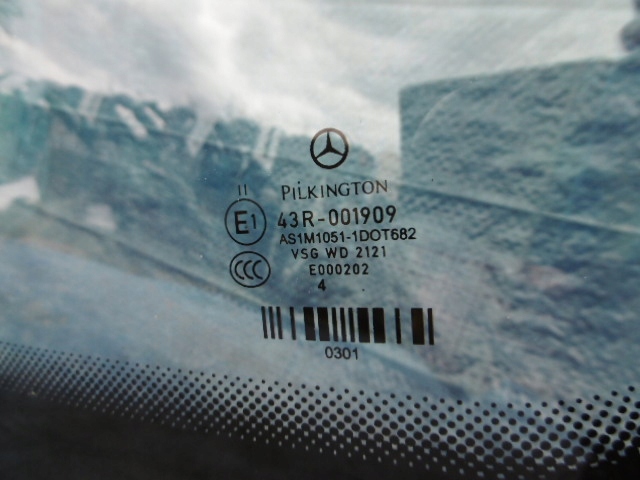 II
PILKINGTON
E1
43R-001909
AS1M1051-1DOT682
VSG WD 2121
CCC
E000202
4
0301